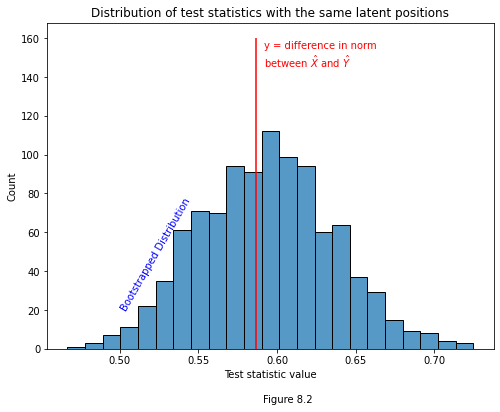 Distribution of test statistics with the same latent positions
160
140
120
100
80
60
40
20
0
Count
y = difference in norm
between X̂ and Ŷ
Bootstrapped Distribution
0.50 0.55 0.60 0.65 0.70
Test statistic value
Figure 8.2